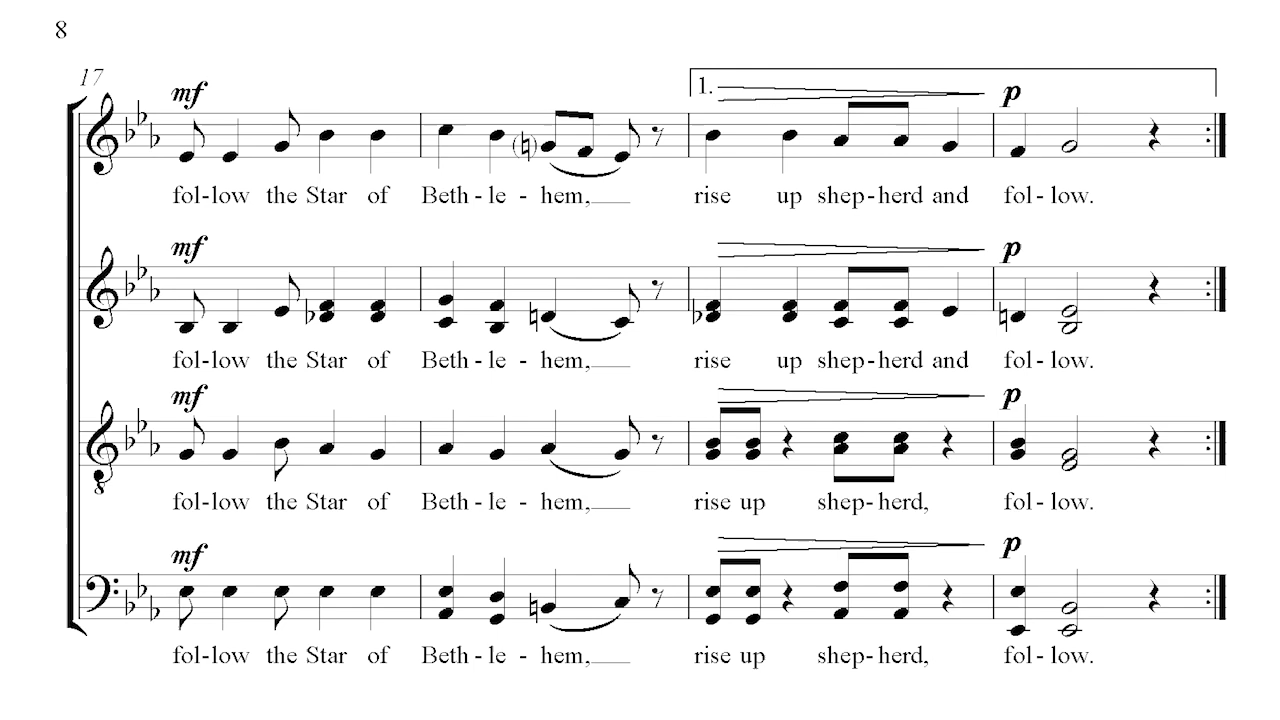 8
17
mf
1.
p
fol-low the Star of Beth-le-hem, rise up shep-herd and fol-low.
mf
p
fol-low the Star of Beth-le-hem, rise up shep-herd and fol-low.
mf
p
8
fol-low the Star of Beth-le-hem, rise up shep-herd, fol-low.
mf
p
fol-low the Star of Beth-le-hem, rise up shep-herd, fol-low.